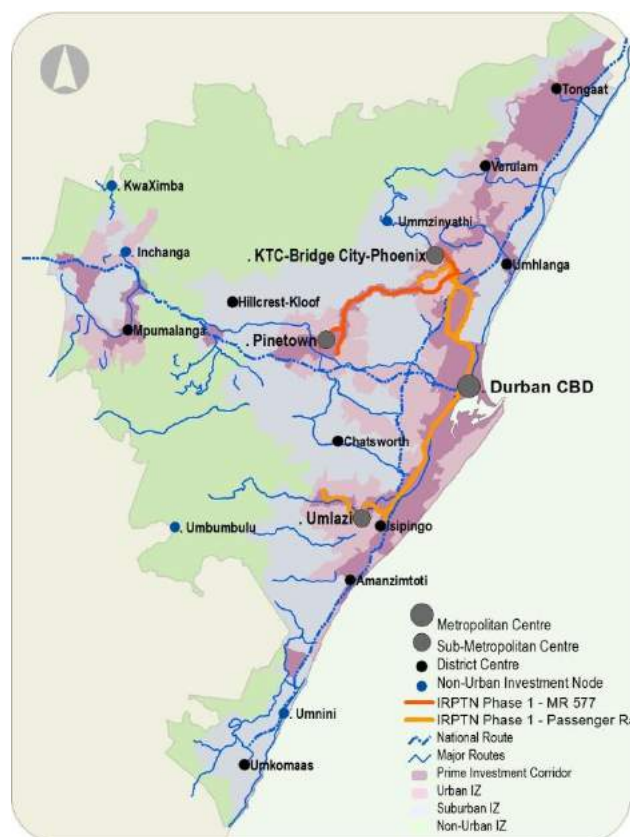 . Tongaat
. Verulam
. KwaXimba
. Ummzinyathi
. Inchanga
. KTC-Bridge City-Phoenix
. Umhlanga
. Hillcrest-Kloof
. Mpumalanga
. Pinetown
. Durban CBD
. Chatsworth
. Umlazi
. Isipingo
. Umbumbulu
. Amanzimtoti
. Umnini
. Umkomaas
Metropolitan Centre
Sub-Metropolitan Centre
District Centre
Non-Urban Investment Node
IRPTN Phase 1 - MR 577
IRPTN Phase 1 - Passenger Ra
National Route
Major Routes
Prime Investment Corridor
Urban IZ
Suburban IZ
Non-Urban IZ